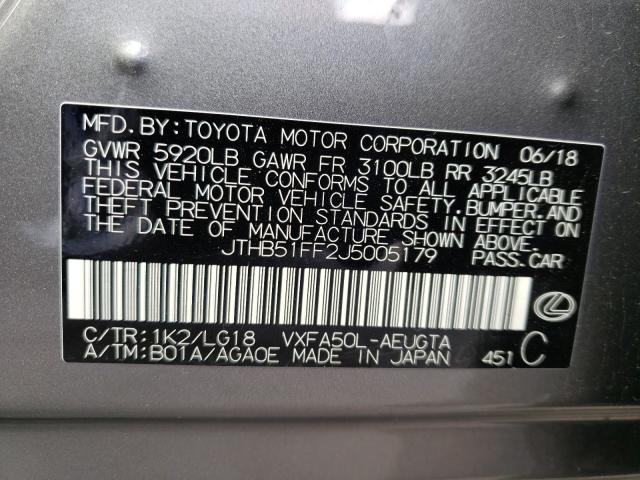 MFD. BY: TOYOTA MOTOR CORPORATION 06/18
GVWR 5920LB GAWR FR 3100LB RR 3245LB
THIS VEHICLE CONFORMS TO ALL APPLICABLE
FEDERAL MOTOR VEHICLE SAFETY, BUMPER, AND
THEFT PREVENTION STANDARDS IN EFFECT ON
THE DATE OF MANUFACTURE SHOWN ABOVE.
JTHB51FF2J5005179 PASS.CAR
C/TR: 1K2/LG18 VXFA50L-AEUGTA
A/TM: B01A/AGA0E MADE IN JAPAN 451 C